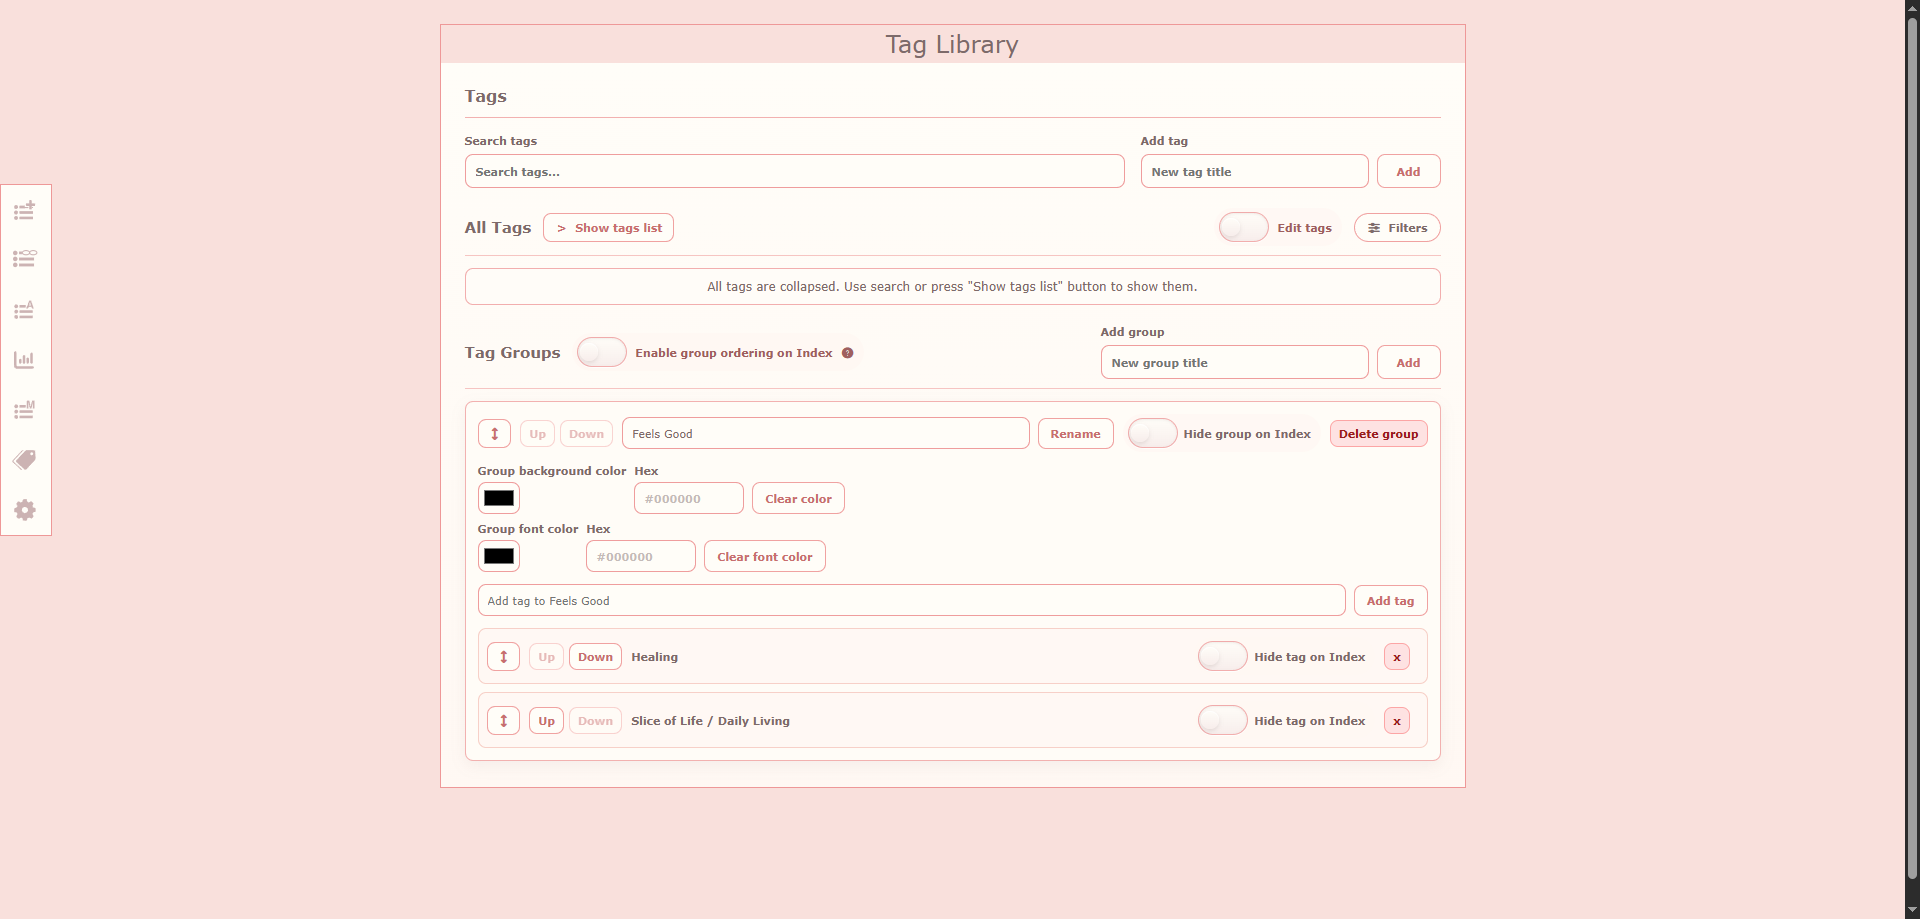 Tag Library
Tags
Search tags
Add tag
Search tags...
New tag title
Add
All Tags
> Show tags list
Edit tags
Filters
All tags are collapsed. Use search or press "Show tags list" button to show them.
Tag Groups
Enable group ordering on Index ?
Add group
New group title
Add
Up
Down
Feels Good
Rename
Hide group on Index
Delete group
Group background color
Hex
#000000
Clear color
Group font color
Hex
#000000
Clear font color
Add tag to Feels Good
Add tag
Up
Down
Healing
Hide tag on Index
x
Up
Down
Slice of Life / Daily Living
Hide tag on Index
x
A
M